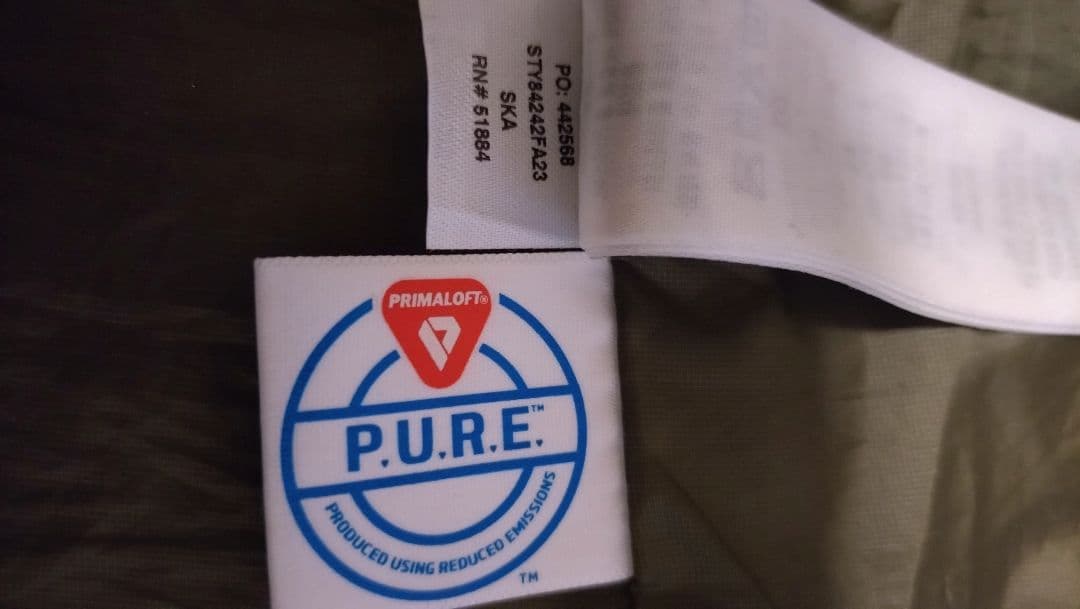 PO: 442568
STY84242FA23
SKA
RN# 51884
PRIMALOFT®
P.U.R.E.™
PRODUCED USING REDUCED EMISSIONS
TM